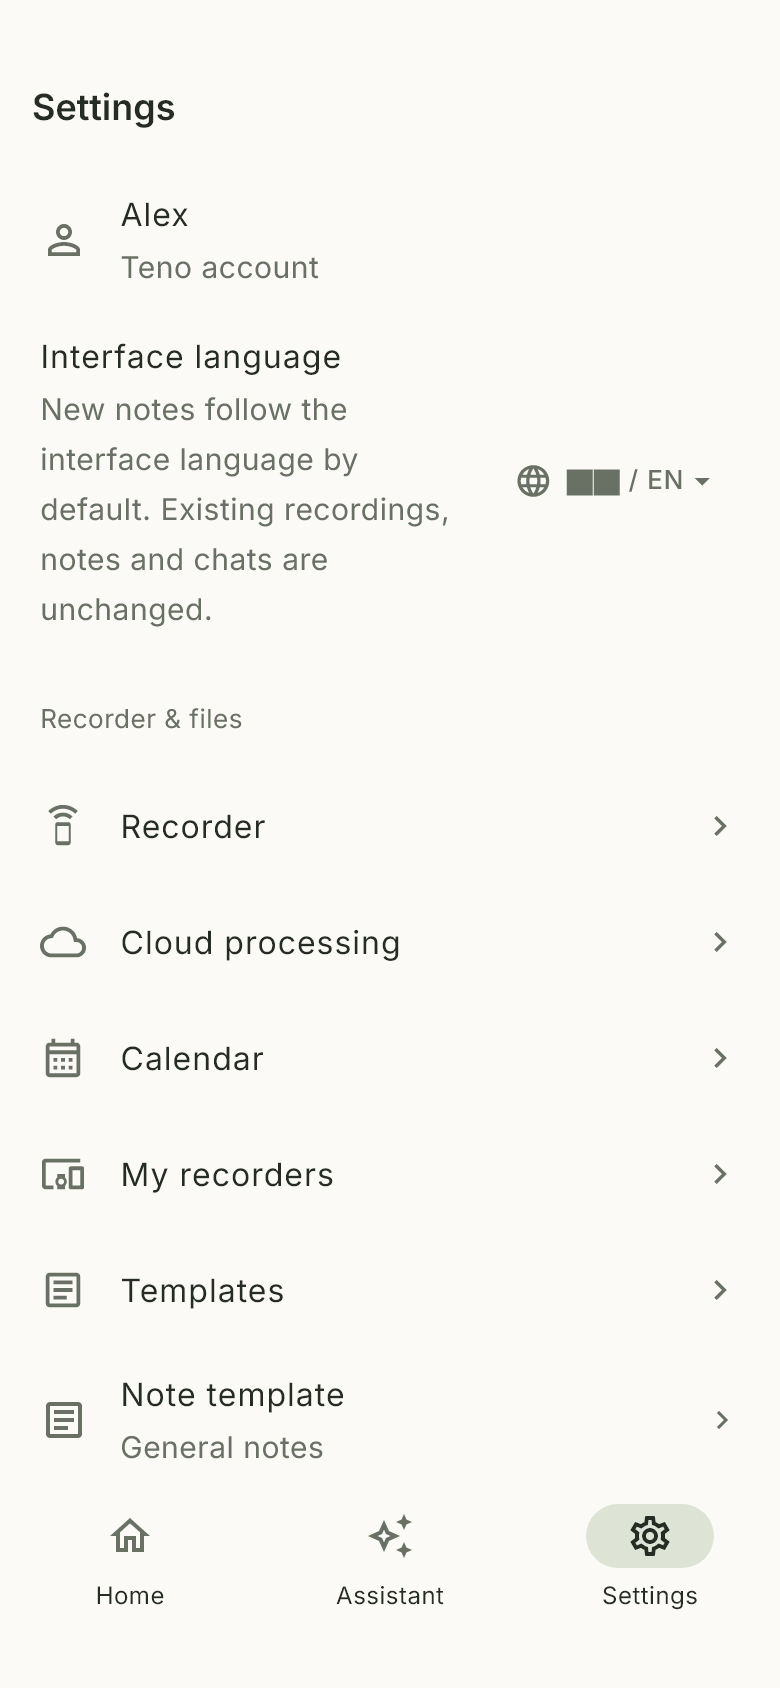 Settings
Alex
Teno account
Interface language
New notes follow the
interface language by
default. Existing recordings,
notes and chats are
unchanged.
/ EN
Recorder & files
Recorder
Cloud processing
Calendar
My recorders
Templates
Note template
General notes
Home
Assistant
Settings